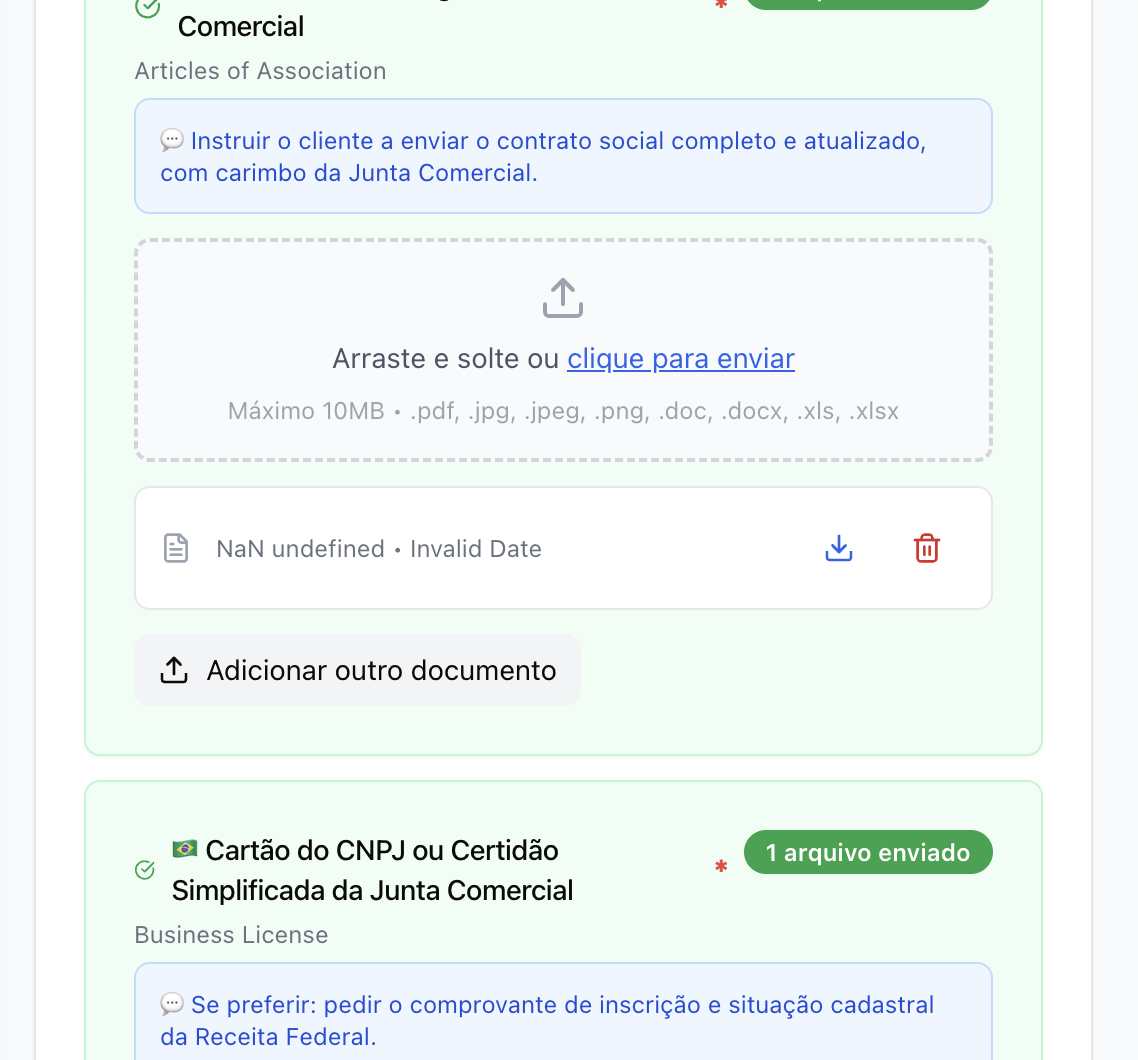 Comercial
*
Articles of Association
💬 Instruir o cliente a enviar o contrato social completo e atualizado,
com carimbo da Junta Comercial.
Arraste e solte ou clique para enviar
Máximo 10MB • .pdf, .jpg, .jpeg, .png, .doc, .docx, .xls, .xlsx
NaN undefined • Invalid Date
Adicionar outro documento
🇧🇷 Cartão do CNPJ ou Certidão
Simplificada da Junta Comercial
* 1 arquivo enviado
Business License
💬 Se preferir: pedir o comprovante de inscrição e situação cadastral
da Receita Federal.